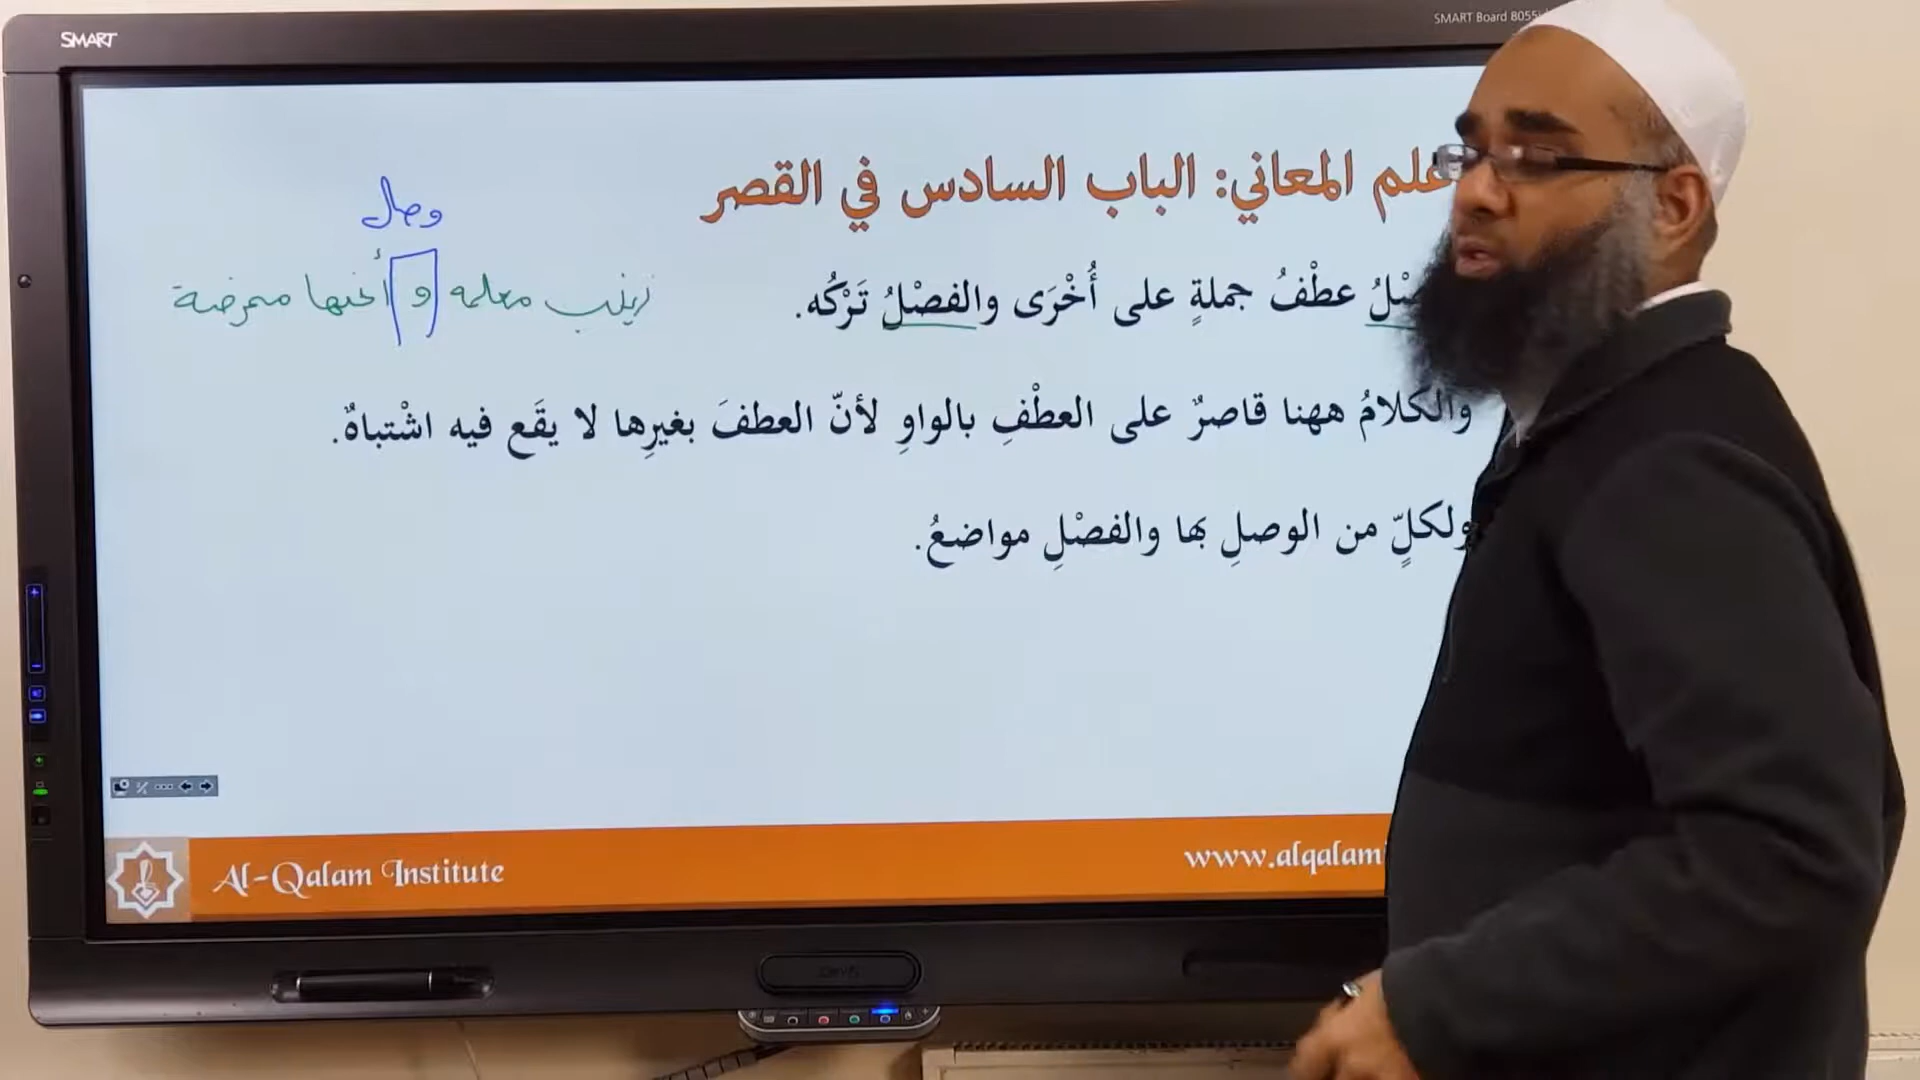 SMART
SMART Board 8055i
علم المعاني: الباب السادس في القصر
وصل
زينب معلمة و أختها ممرضة
عطْفُ جملةٍ على أُخْرَى والفصْلُ تَرْكُه.
والكلامُ ههنا قاصرٌ على العطْفِ بالواوِ لأنّ العطفَ بغيرِها لا يقَع فيه اشْتباهٌ.
ولكلٍّ من الوصلِ بها والفصْلِ مواضعُ.
Al-Qalam Institute
www.alqalam